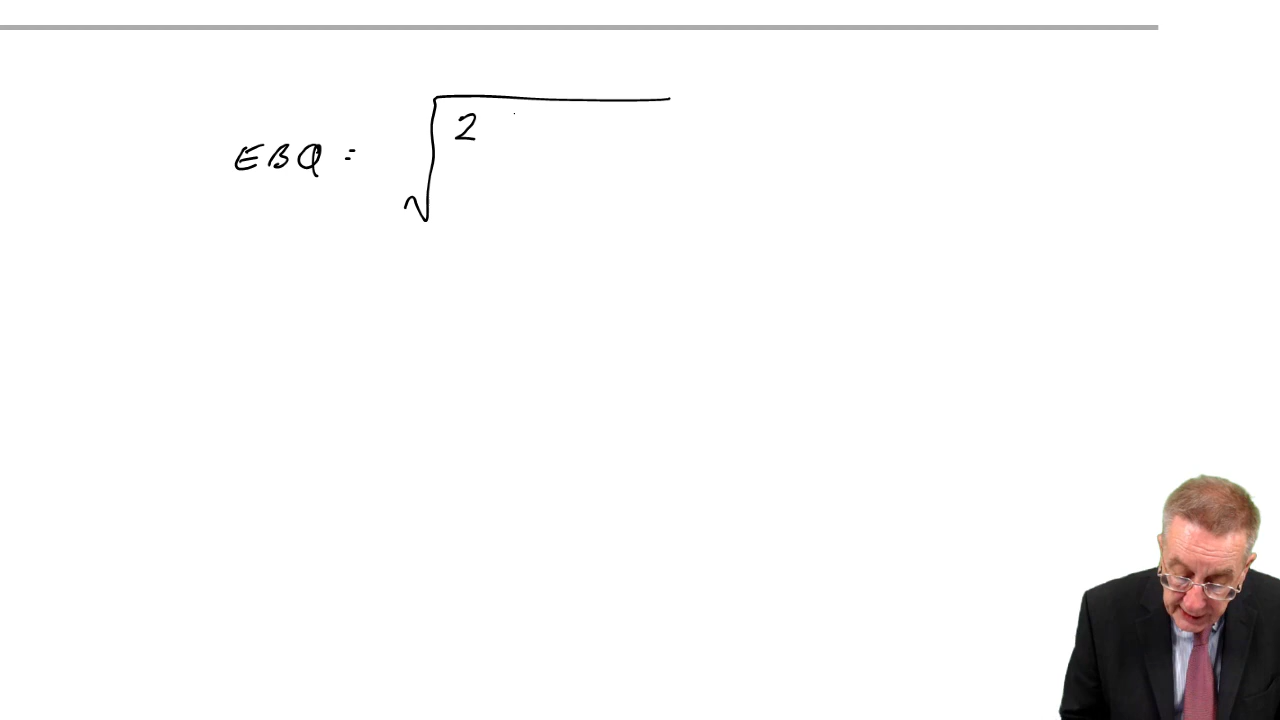 EBQ = √2